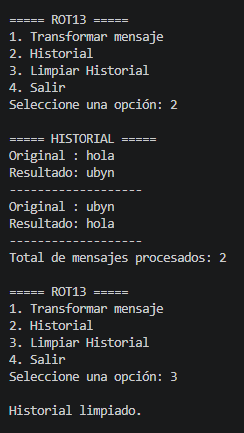 ===== ROT13 =====
1. Transformar mensaje
2. Historial
3. Limpiar Historial
4. Salir
Seleccione una opción: 2
===== HISTORIAL =====
Original : hola
Resultado: ubyn
-------------------
Original : ubyn
Resultado: hola
-------------------
Total de mensajes procesados: 2
===== ROT13 =====
1. Transformar mensaje
2. Historial
3. Limpiar Historial
4. Salir
Seleccione una opción: 3
Historial limpiado.